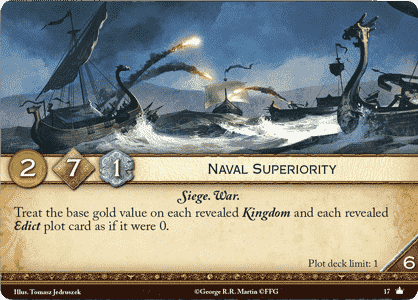 2 7 1 NAVAL SUPERIORITY
Siege. War.
Treat the base gold value on each revealed Kingdom and each revealed
Edict plot card as if it were 0.
Plot deck limit: 1
6
Illus. Tomasz Jedruszek ©George R.R. Martin ©FFG 17